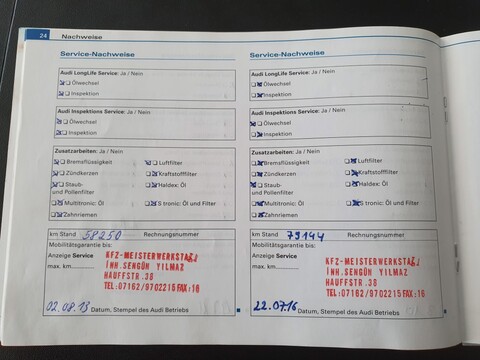 24 Nachweise
Service-Nachweise
Audi LongLife Service: Ja / Nein
Ölwechsel
Inspektion
Audi Inspektions Service: Ja / Nein
Ölwechsel
Inspektion
Zusatzarbeiten: Ja / Nein
Bremsflüssigkeit
Luftfilter
Zündkerzen
Kraftstofffilter
Staub- und Pollenfilter
Haldex: Öl
Multitronic: Öl
S tronic: Öl und Filter
Zahnriemen
km Stand 58250 Rechnungsnummer
Mobilitätsgarantie bis:
Anzeige Service
max. km
KFZ-MEISTERWERKSTATT
INH.SENGÜN YILMAZ
HAUFFSTR.38
TEL:07162/9702215 FAX:16
02.08.13 Datum, Stempel des Audi Betriebs
Service-Nachweise
Audi LongLife Service: Ja / Nein
Ölwechsel
Inspektion
Audi Inspektions Service: Ja / Nein
Ölwechsel
Inspektion
Zusatzarbeiten: Ja / Nein
Bremsflüssigkeit
Luftfilter
Zündkerzen
Kraftstofffilter
Staub- und Pollenfilter
Haldex: Öl
Multitronic: Öl
S tronic: Öl und Filter
Zahnriemen
km Stand 79144 Rechnungsnummer
Mobilitätsgarantie bis:
Anzeige Service
max. km
KFZ-MEISTERWERKSTATT
INH.SENGÜN YILMAZ
HAUFFSTR.38
TEL:07162/9702215 FAX:16
22.07.16 Datum, Stempel des Audi Betriebs